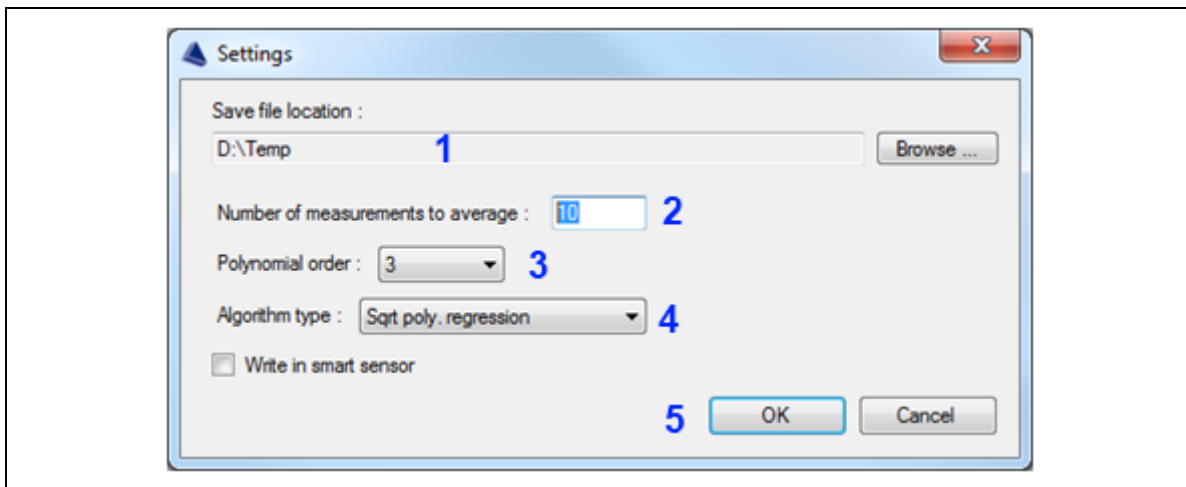 Settings
Save file location :
D:\Temp 1 Browse ...
Number of measurements to average : 10 2
Polynomial order : 3 3
Algorithm type : Sqrt poly. regression 4
Write in smart sensor
5 OK Cancel